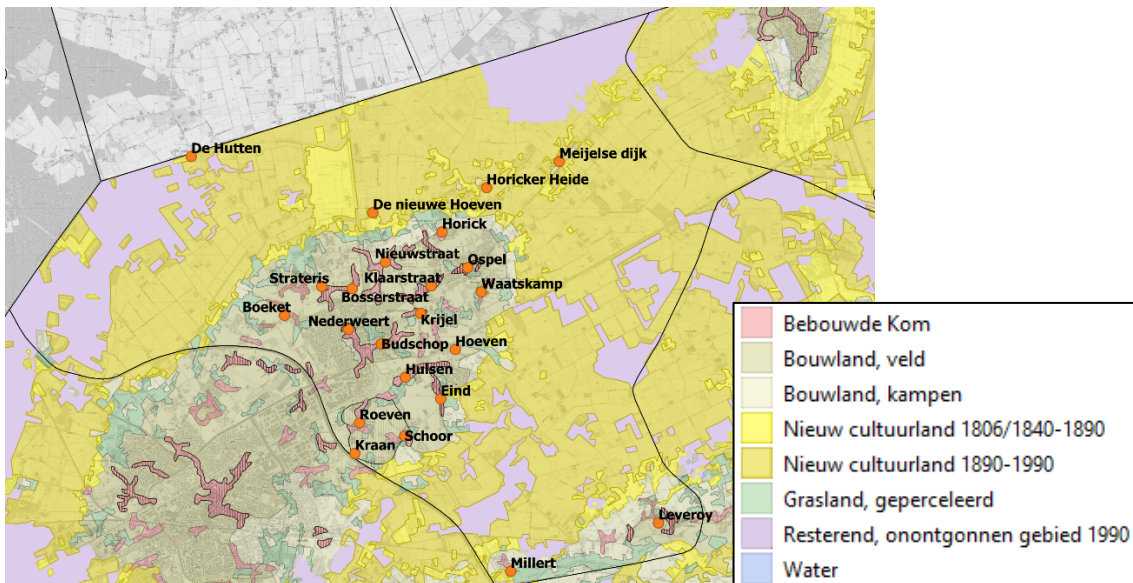 De Hutten
Meijelse dijk
Horicker Heide
De nieuwe Hoeven
Horick
Nieuwstraat
Ospel
Strateris
Klaarstraat
Waatskamp
Bosserstraat
Boeket
Krijel
Nederweert
Budschop
Hoeven
Hulsen
Eind
Roeven
Schoor
Kraan
Leveroy
Millert
Bebouwde Kom
Bouwland, veld
Bouwland, kampen
Nieuw cultuurland 1806/1840-1890
Nieuw cultuurland 1890-1990
Grasland, geperceleerd
Resterend, onontgonnen gebied 1990
Water